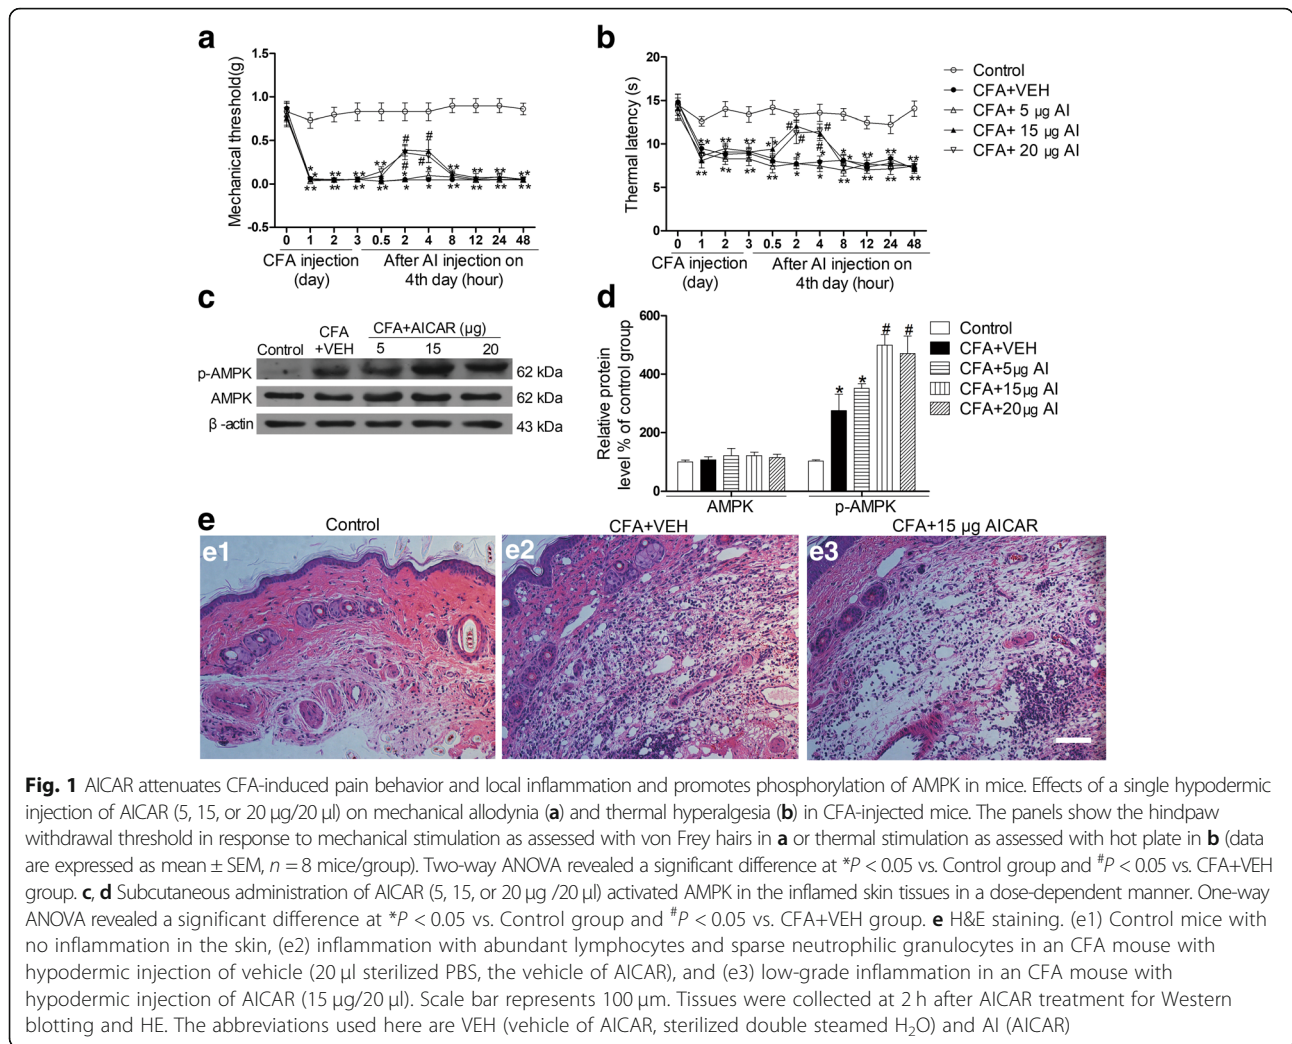 a
1.5
1.0
0.5
0.0
-0.5
Mechanical threshold(g)
0 1 2 3 0.5 2 4 8 12 24 48
CFA injection
(day)
After AI injection on
4th day (hour)
b
20
15
10
5
0
Thermal latency (s)
0 1 2 3 0.5 2 4 8 12 24 48
CFA injection
(day)
After AI injection on
4th day (hour)
Control
CFA+VEH
CFA+ 5 µg AI
CFA+ 15 µg AI
CFA+ 20 µg AI
c
Control
CFA
+VEH
CFA+AICAR (µg)
5 15 20
p-AMPK 62 kDa
AMPK 62 kDa
β -actin 43 kDa
d
600
400
200
0
Relative protein
level % of control group
AMPK p-AMPK
* * # #
Control
CFA+VEH
CFA+5µg AI
CFA+15µg AI
CFA+20µg AI
e
Control CFA+VEH CFA+15 µg AICAR
e1 e2 e3
Fig. 1 AICAR attenuates CFA-induced pain behavior and local inflammation and promotes phosphorylation of AMPK in mice. Effects of a single hypodermic
injection of AICAR (5, 15, or 20 µg/20 µl) on mechanical allodynia (a) and thermal hyperalgesia (b) in CFA-injected mice. The panels show the hindpaw
withdrawal threshold in response to mechanical stimulation as assessed with von Frey hairs in a or thermal stimulation as assessed with hot plate in b (data
are expressed as mean ± SEM, n = 8 mice/group). Two-way ANOVA revealed a significant difference at *P < 0.05 vs. Control group and #P < 0.05 vs. CFA+VEH
group. c, d Subcutaneous administration of AICAR (5, 15, or 20 µg /20 µl) activated AMPK in the inflamed skin tissues in a dose-dependent manner. One-way
ANOVA revealed a significant difference at *P < 0.05 vs. Control group and #P < 0.05 vs. CFA+VEH group. e H&E staining. (e1) Control mice with
no inflammation in the skin, (e2) inflammation with abundant lymphocytes and sparse neutrophilic granulocytes in an CFA mouse with
hypodermic injection of vehicle (20 µl sterilized PBS, the vehicle of AICAR), and (e3) low-grade inflammation in an CFA mouse with
hypodermic injection of AICAR (15 µg/20 µl). Scale bar represents 100 µm. Tissues were collected at 2 h after AICAR treatment for Western
blotting and HE. The abbreviations used here are VEH (vehicle of AICAR, sterilized double steamed H₂O) and AI (AICAR)